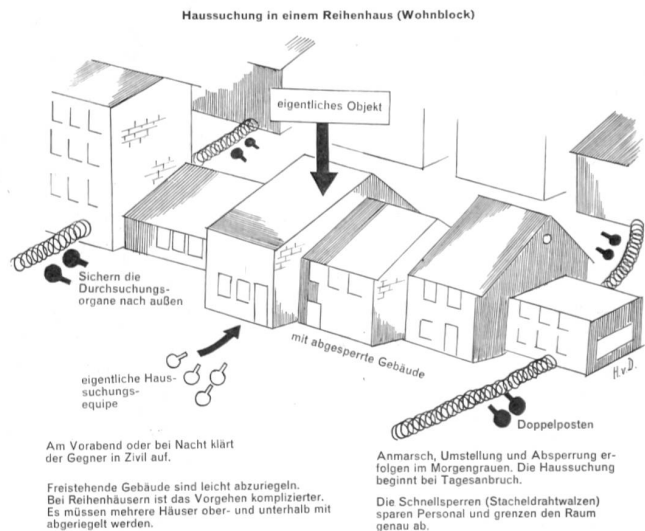 Haussuchung in einem Reihenhaus (Wohnblock)
eigentliches Objekt
Sichern die
Durchsuchungs-
organe nach außen
mit abgesperrte Gebäude
eigentliche Haus-
suchungs-
equipe
H.v.D.
Doppelposten
Am Vorabend oder bei Nacht klärt
der Gegner in Zivil auf.
Freistehende Gebäude sind leicht abzuriegeln.
Bei Reihenhäusern ist das Vorgehen komplizierter.
Es müssen mehrere Häuser ober- und unterhalb mit
abgeriegelt werden.
Anmarsch, Umstellung und Absperrung er-
folgen im Morgengrauen. Die Haussuchung
beginnt bei Tagesanbruch.
Die Schnellsperren (Stacheldrahtwalzen)
sparen Personal und grenzen den Raum
genau ab.